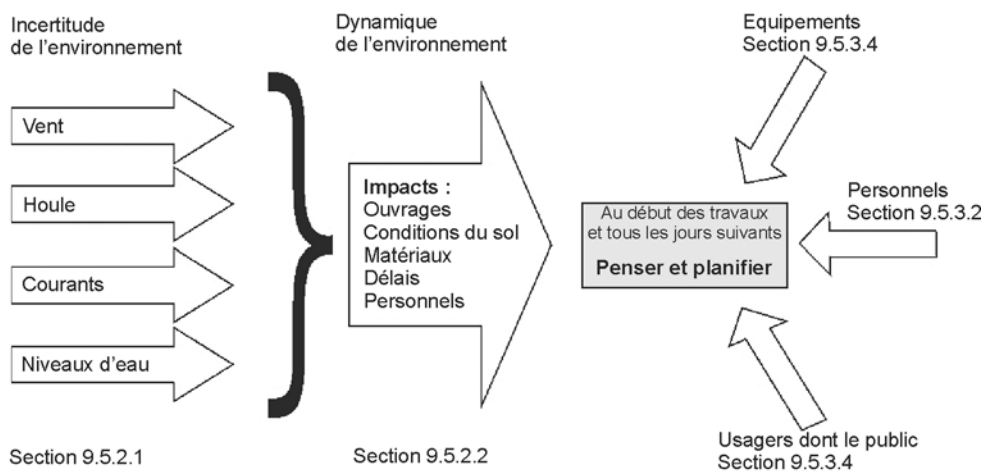 Incertitude
de l'environnement
Vent
Houle
Courants
Niveaux d'eau
Section 9.5.2.1
Dynamique
de l'environnement
Impacts :
Ouvrages
Conditions du sol
Matériaux
Délais
Personnels
Section 9.5.2.2
Equipements
Section 9.5.3.4
Personnels
Section 9.5.3.2
Au début des travaux
et tous les jours suivants
Penser et planifier
Usagers dont le public
Section 9.5.3.4